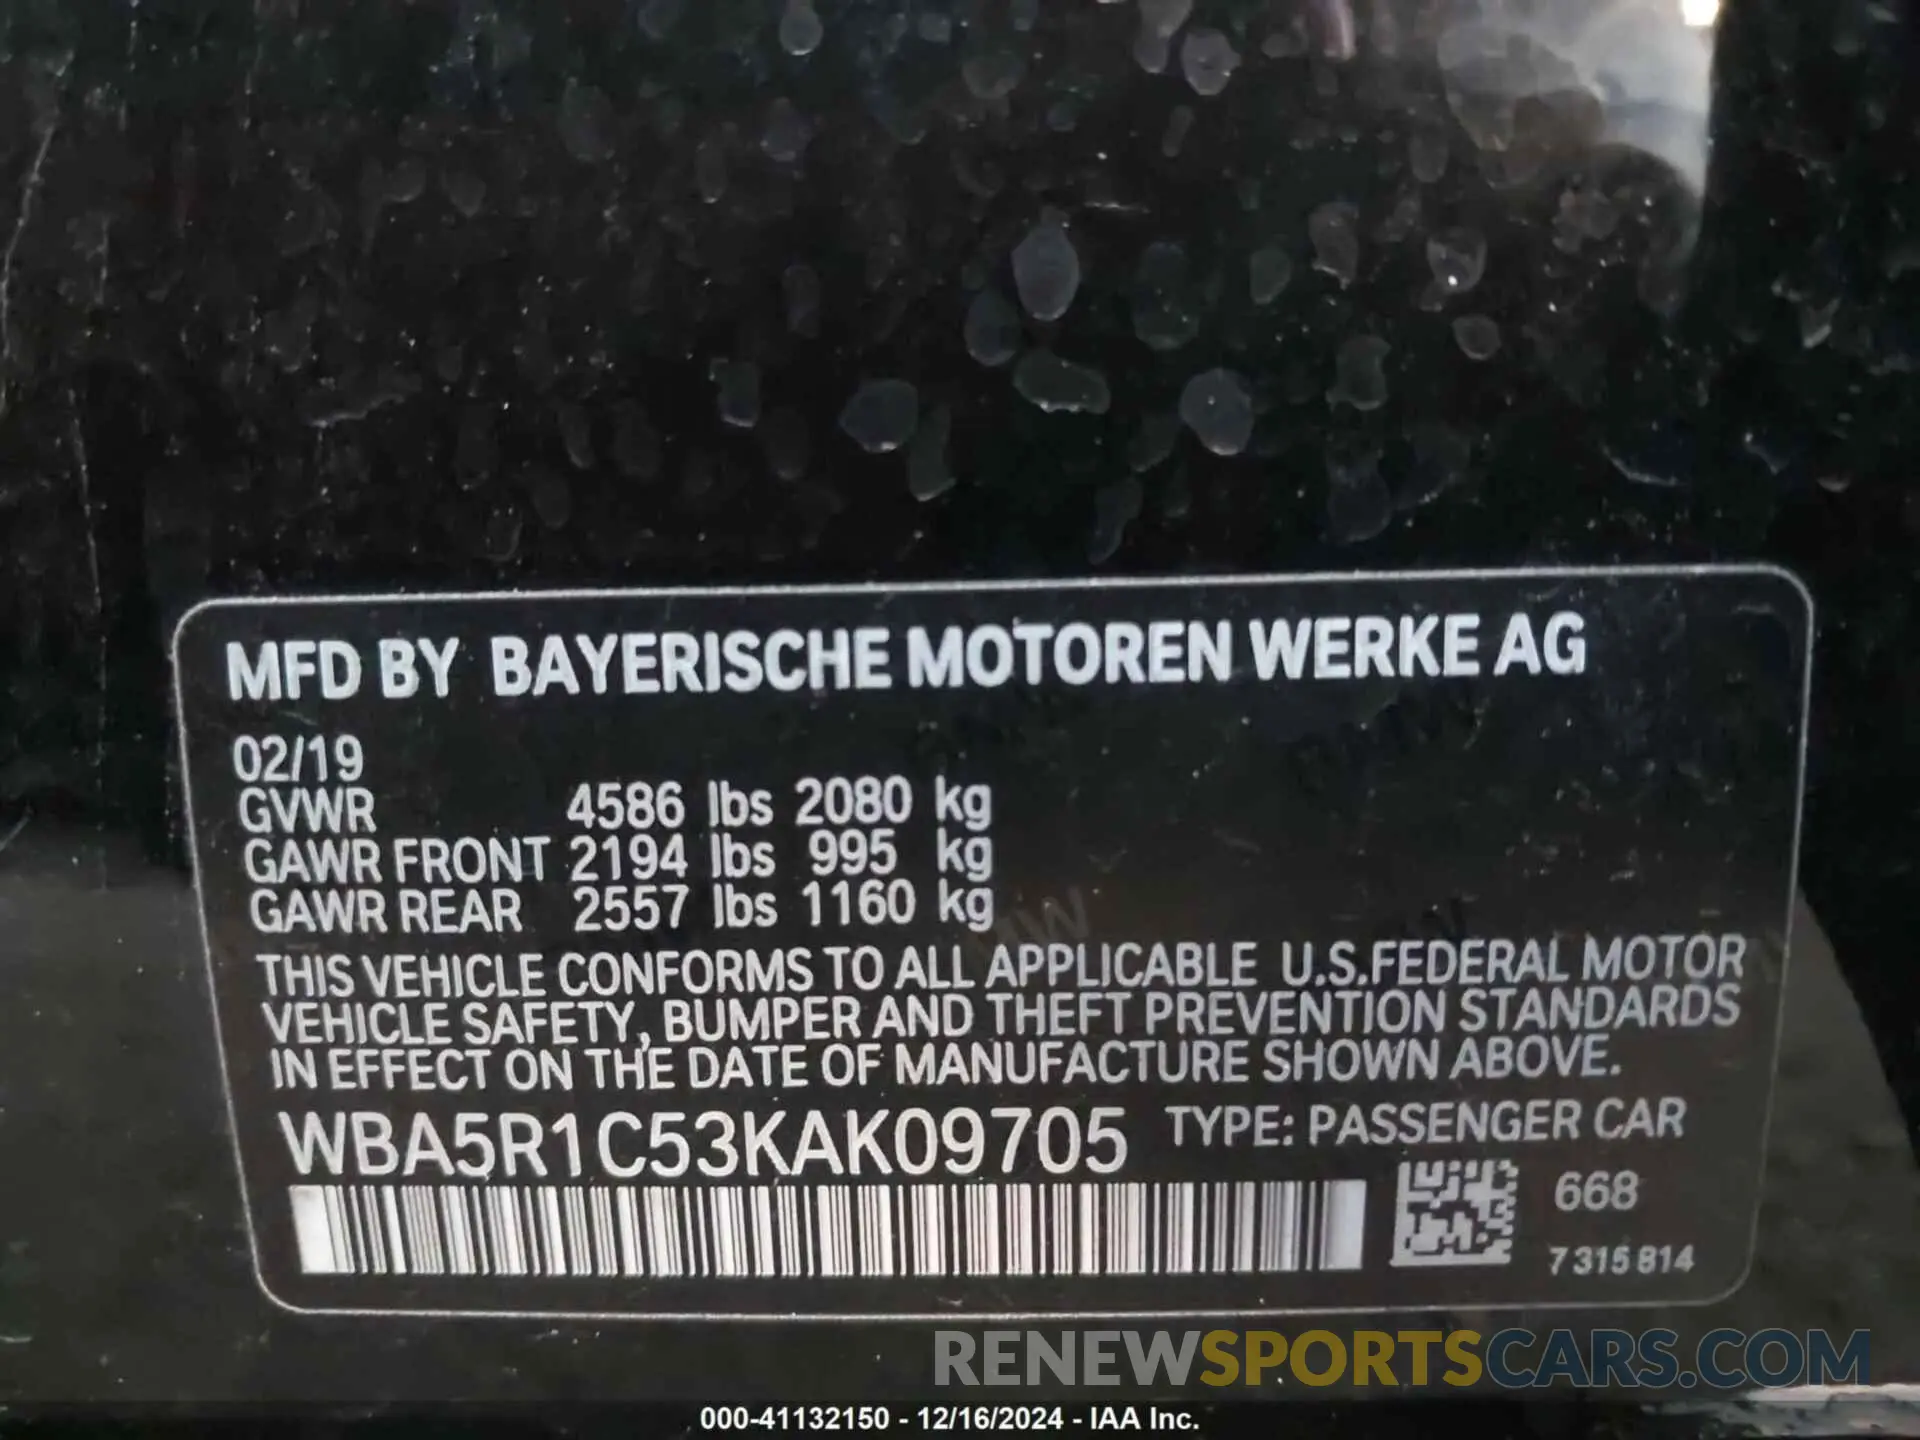 MFD BY BAYERISCHE MOTOREN WERKE AG
02/19
GVWR 4586 lbs 2080 kg
GAWR FRONT 2194 lbs 995 kg
GAWR REAR 2557 lbs 1160 kg
THIS VEHICLE CONFORMS TO ALL APPLICABLE U.S.FEDERAL MOTOR
VEHICLE SAFETY, BUMPER AND THEFT PREVENTION STANDARDS
IN EFFECT ON THE DATE OF MANUFACTURE SHOWN ABOVE.
WBA5R1C53KAK09705 TYPE: PASSENGER CAR
668
7 315 814
RENEWSPORTSCARS.COM
000-41132150 - 12/16/2024 - IAA Inc.